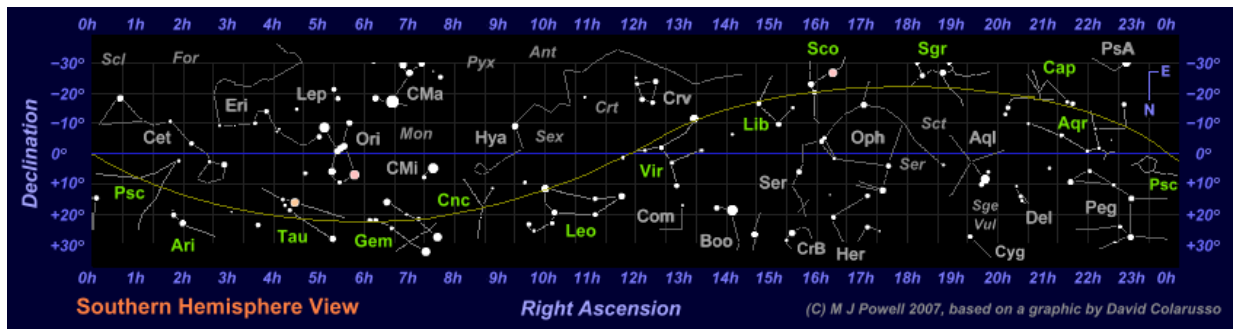 0h 1h 2h 3h 4h 5h 6h 7h 8h 9h 10h 11h 12h 13h 14h 15h 16h 17h 18h 19h 20h 21h 22h 23h 0h
Scl For Pyx Ant Sco Sgr PsA
−30° −30°
Cap E
−20° Eri Lep CMa Crt Crv −20°
N
−10° Cet Ori Mon Hya Sex Lib Oph Sct Aql Aqr −10°
Declination
0° 0°
CMi Vir Ser
+10° Psc Cnc Ser Psc +10°
+20° Com Sge Del Peg +20°
Vul
+30° Ari Tau Gem Leo Boo CrB Her Cyg +30°
0h 1h 2h 3h 4h 5h 6h 7h 8h 9h 10h 11h 12h 13h 14h 15h 16h 17h 18h 19h 20h 21h 22h 23h 0h
Southern Hemisphere View Right Ascension (C) M J Powell 2007, based on a graphic by David Colarusso